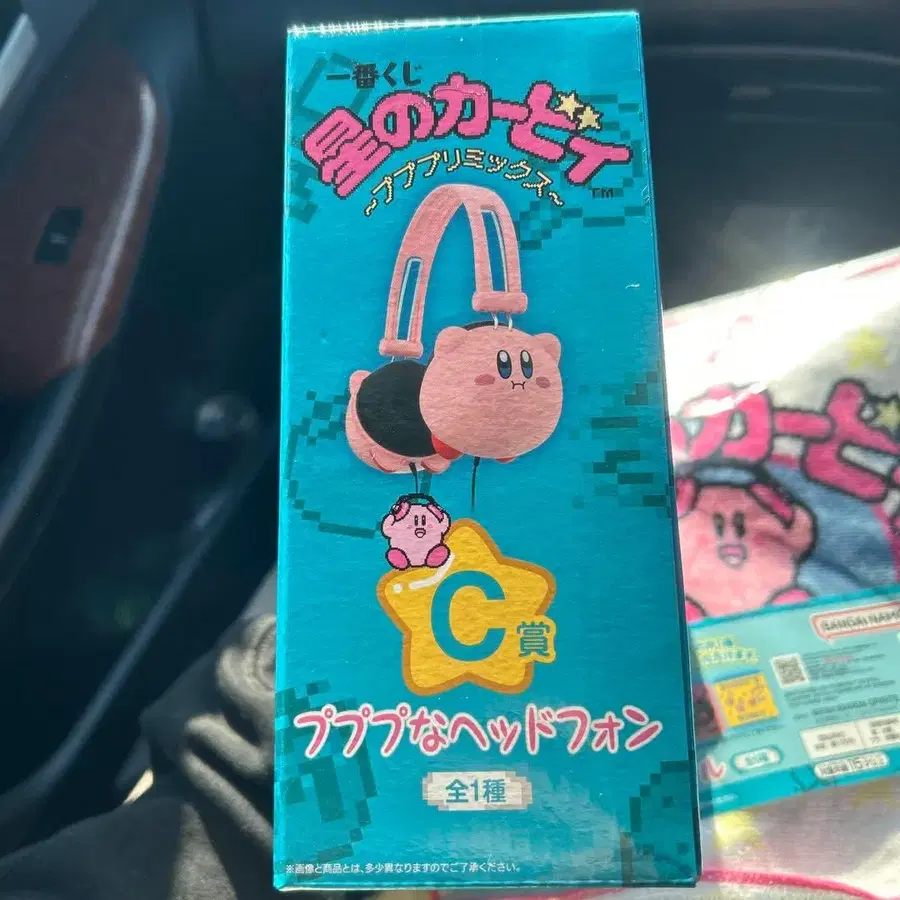 一番くじ
星のカービィ
TM
~プププリミックス~
C賞
プププなヘッドフォン
全1種
※画像と商品とは、多少異なりますのでご了承ください。
のカービィ
BANDAI NAM